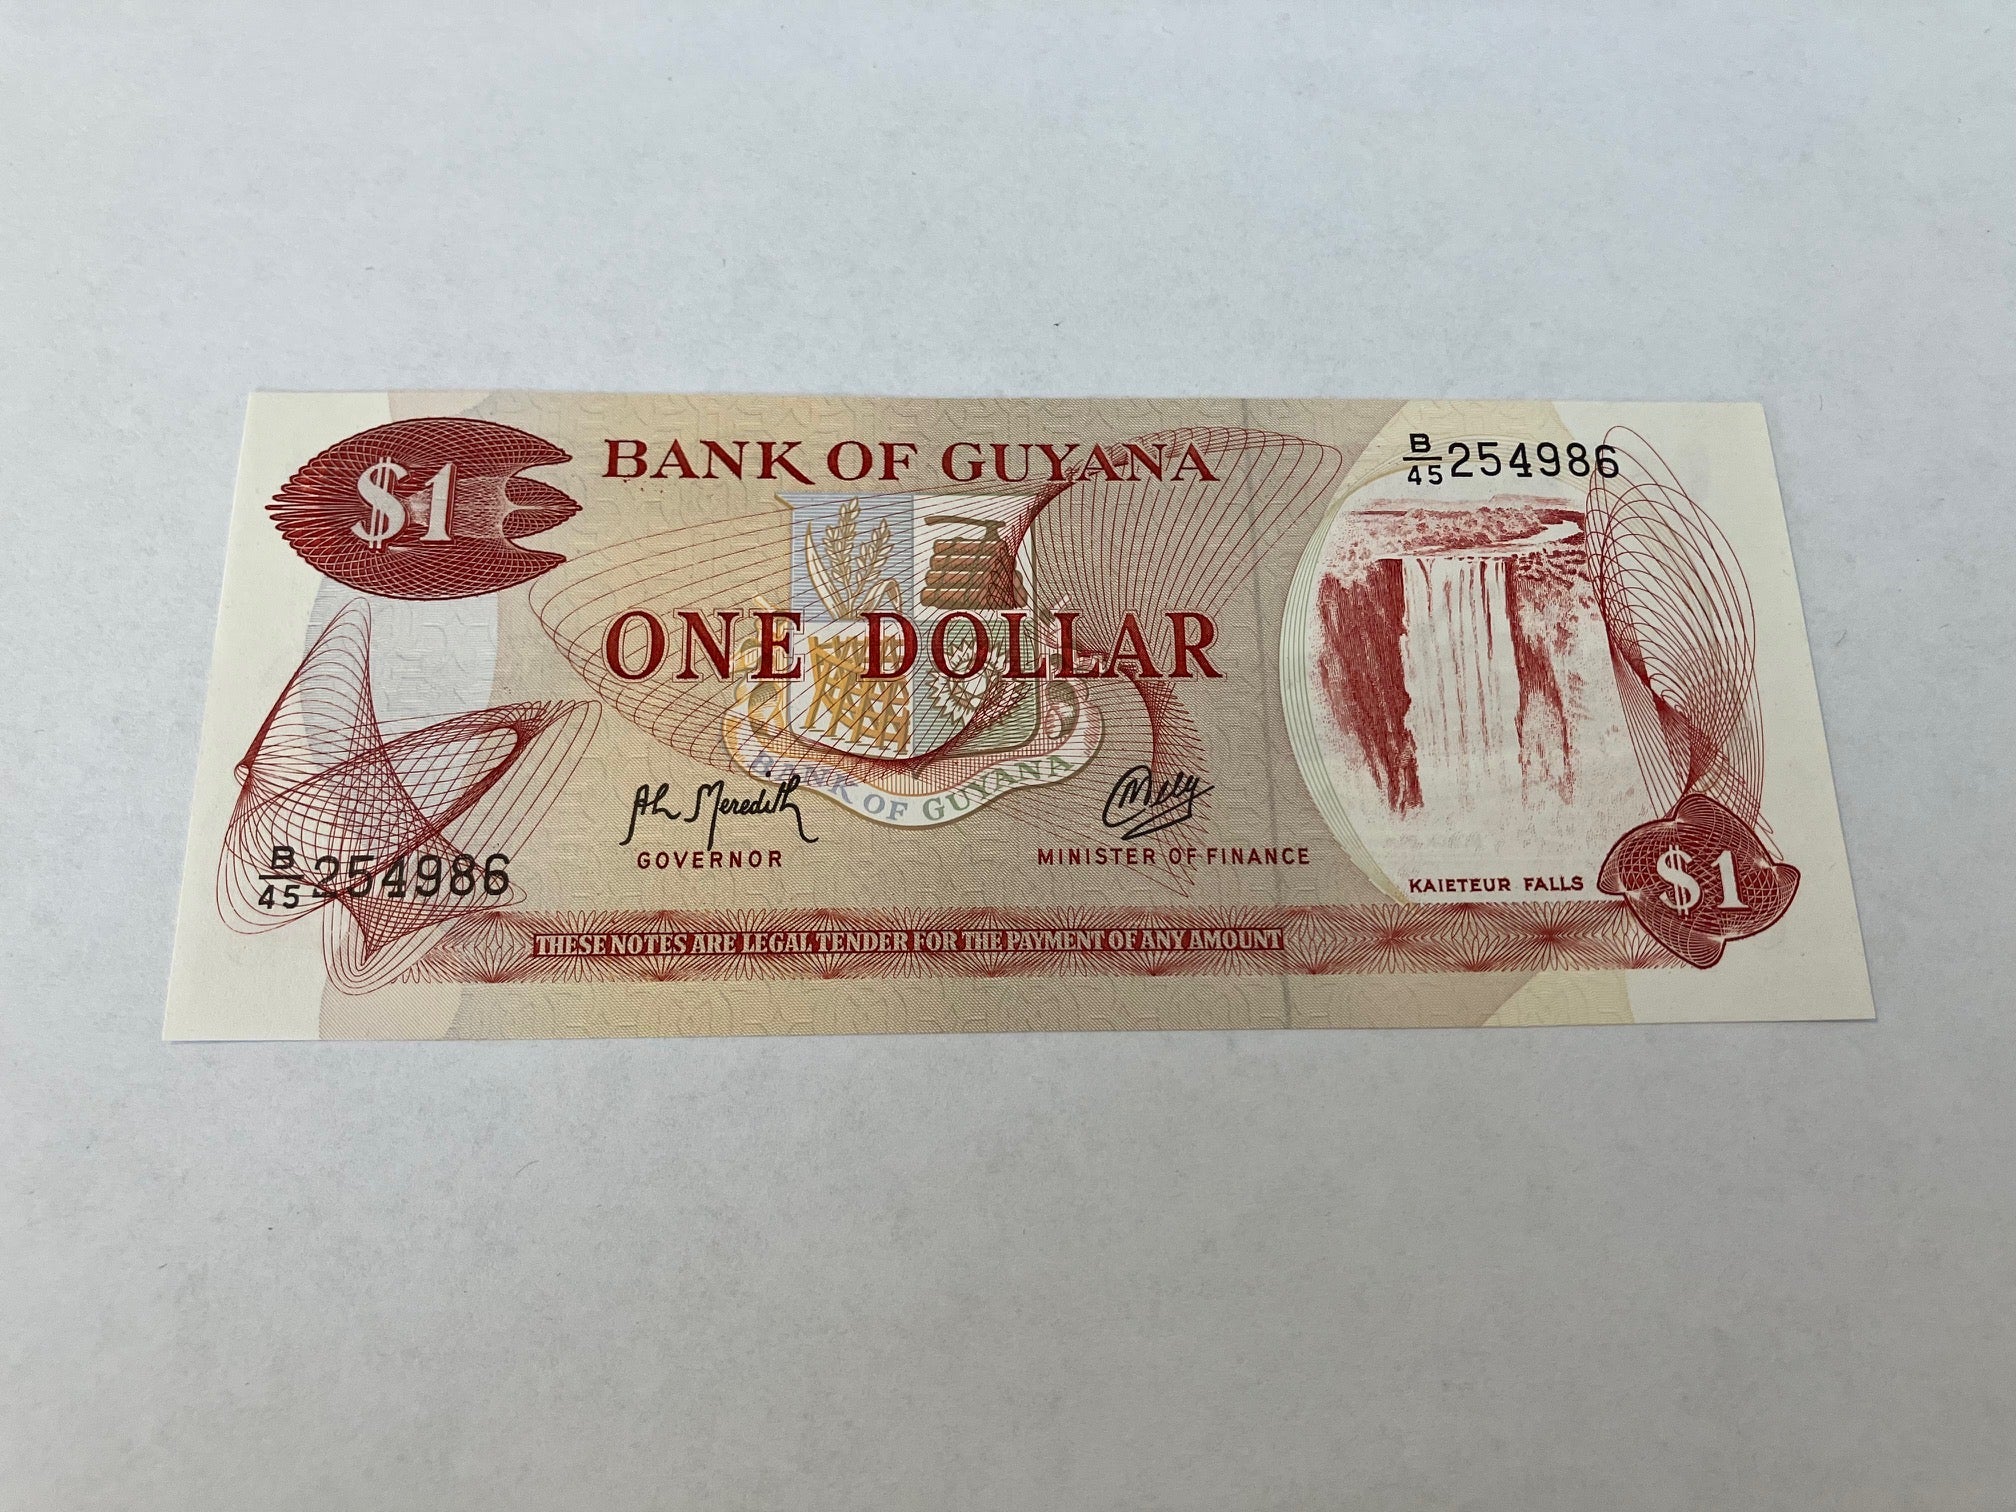 $1
BANK OF GUYANA
B/45 254986
ONE DOLLAR
BANK OF GUYANA
GOVERNOR
MINISTER OF FINANCE
B/45 254986
KAIETEUR FALLS
$1
THESE NOTES ARE LEGAL TENDER FOR THE PAYMENT OF ANY AMOUNT